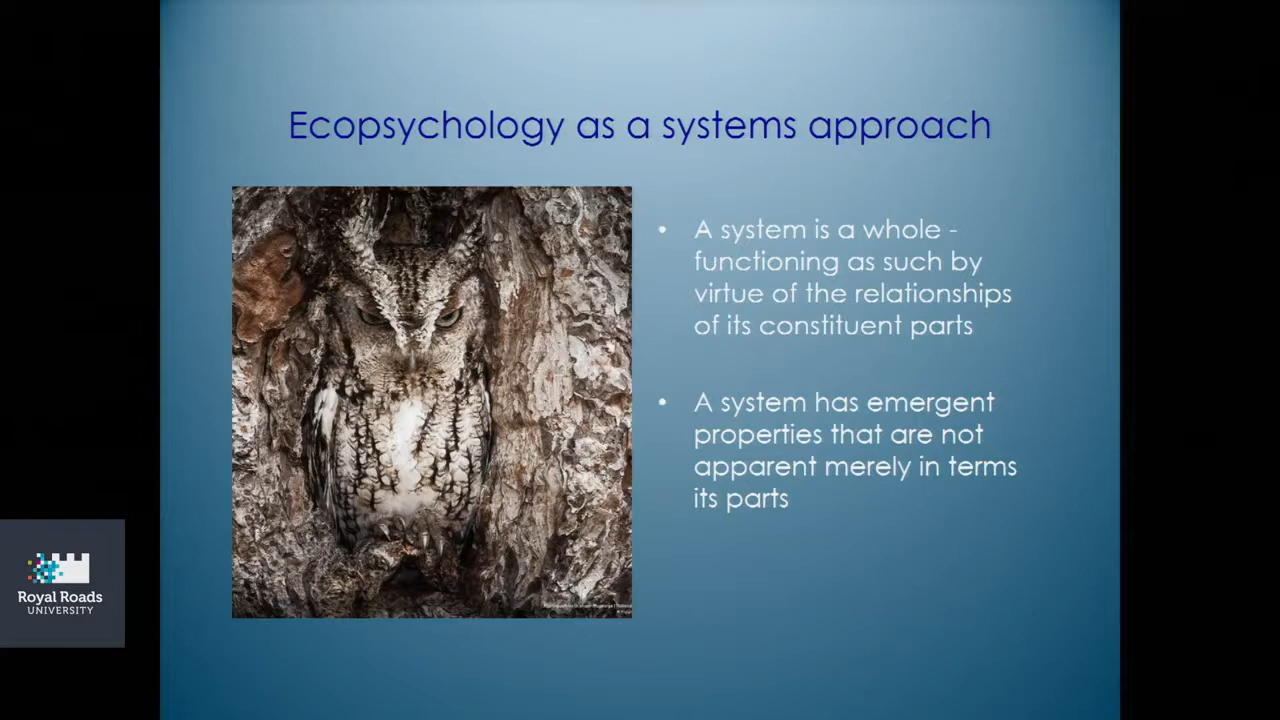 Ecopsychology as a systems approach
• A system is a whole -
functioning as such by
virtue of the relationships
of its constituent parts
• A system has emergent
properties that are not
apparent merely in terms
its parts
Royal Roads
UNIVERSITY